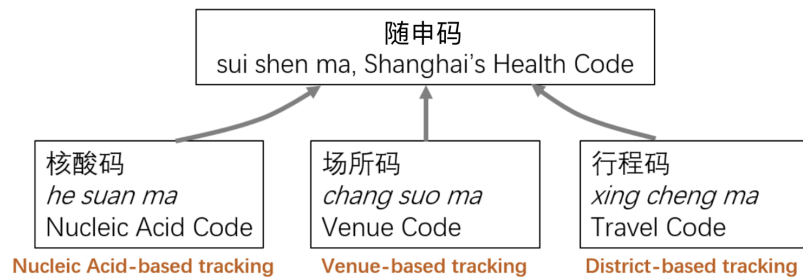 随申码
sui shen ma, Shanghai's Health Code
核酸码
he suan ma
Nucleic Acid Code
Nucleic Acid-based tracking
场所码
chang suo ma
Venue Code
Venue-based tracking
行程码
xing cheng ma
Travel Code
District-based tracking